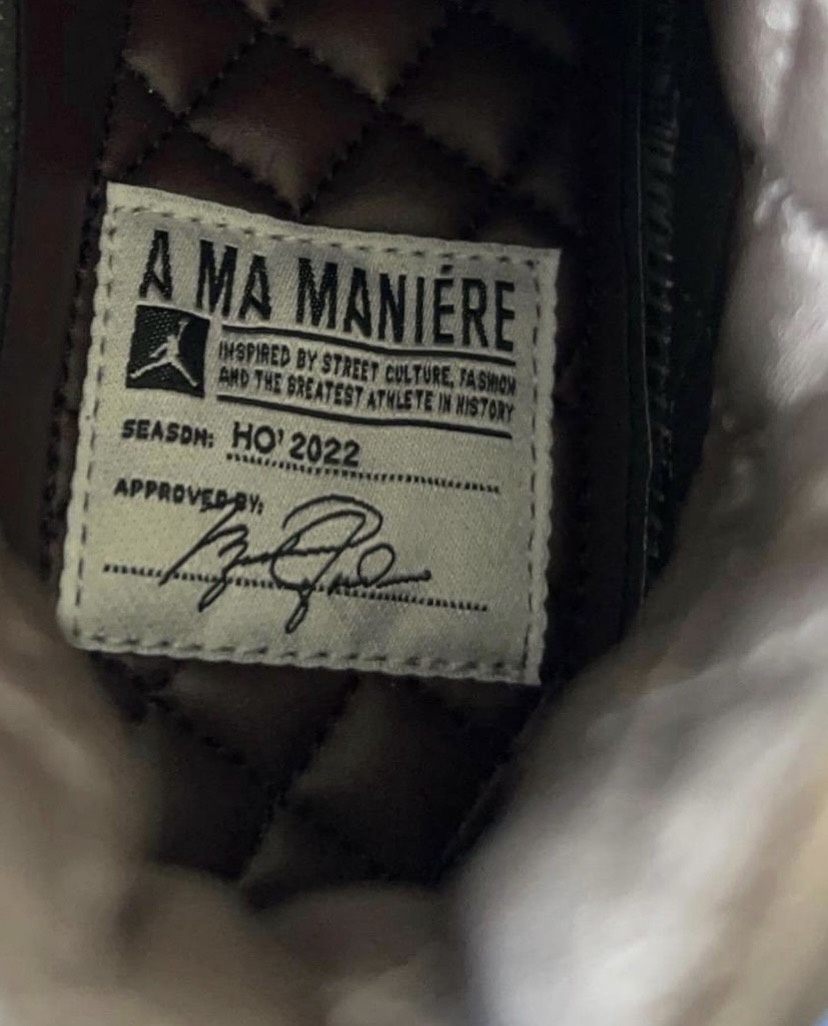 A MA MANIÉRE
INSPIRED BY STREET CULTURE, FASHION
AND THE GREATEST ATHLETE IN HISTORY
SEASON: HO' 2022
APPROVED BY: